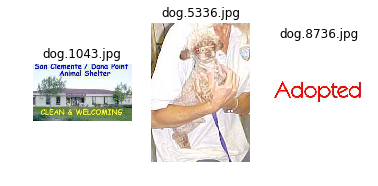 dog.1043.jpg
San Clemente / Dana Point
Animal Shelter
CLEAN & WELCOMING
dog.5336.jpg
dog.8736.jpg
Adopted